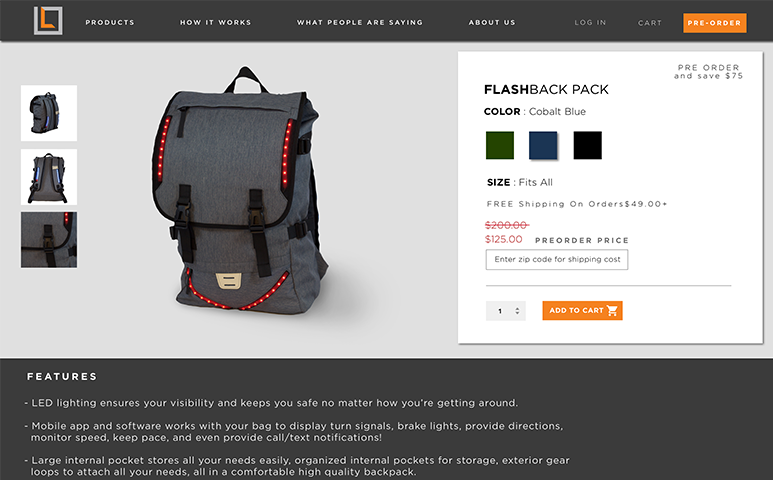 PRODUCTS HOW IT WORKS WHAT PEOPLE ARE SAYING ABOUT US LOG IN CART PRE-ORDER
PRE ORDER
and save $75
FLASHBACK PACK
COLOR : Cobalt Blue
SIZE : Fits All
FREE Shipping On Orders$49.00+
$200.00
$125.00 PREORDER PRICE
Enter zip code for shipping cost
1 ADD TO CART
FEATURES
- LED lighting ensures your visibility and keeps you safe no matter how you're getting around.
- Mobile app and software works with your bag to display turn signals, brake lights, provide directions,
monitor speed, keep pace, and even provide call/text notifications!
- Large internal pocket stores all your needs easily, organized internal pockets for storage, exterior gear
loops to attach all your needs, all in a comfortable high quality backpack.